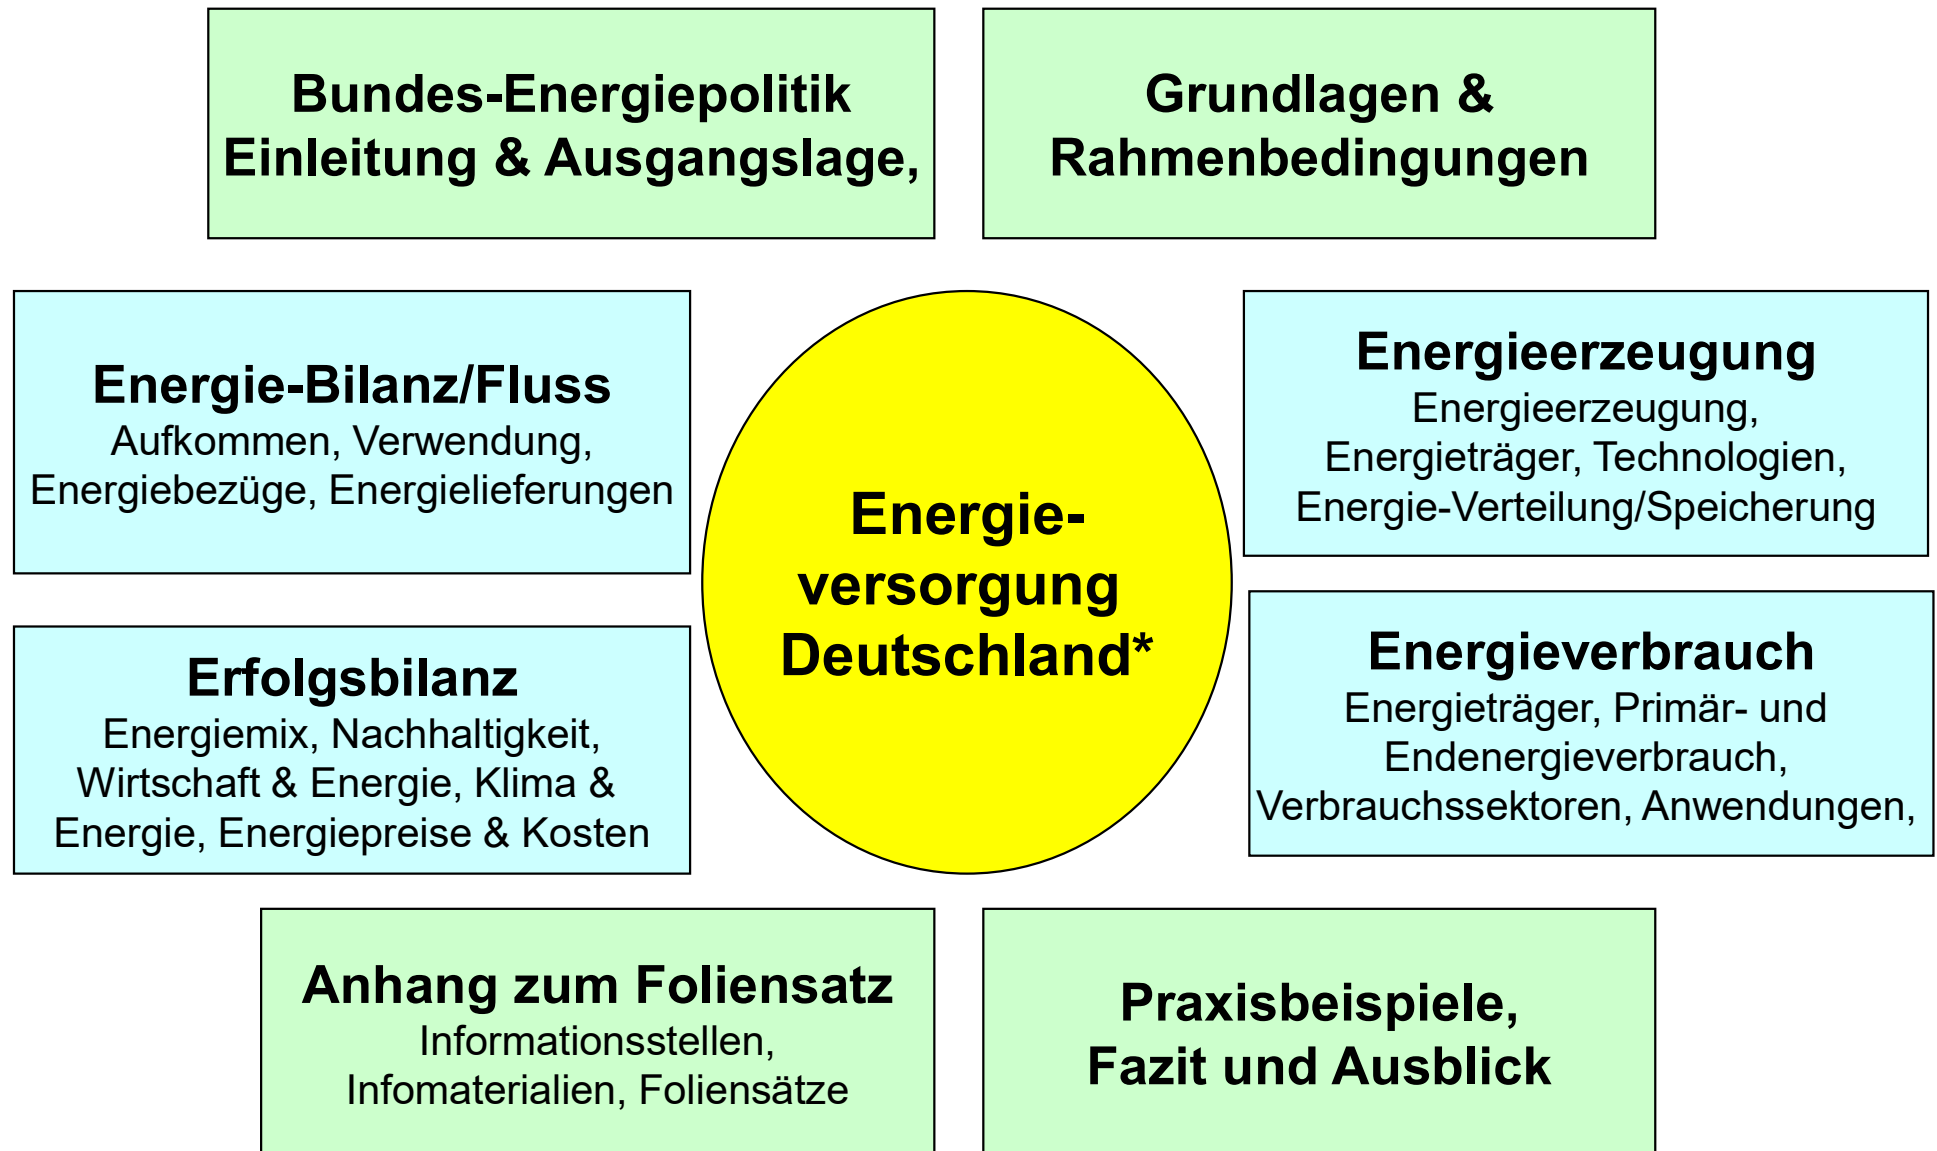 Bundes-Energiepolitik
Einleitung & Ausgangslage,
Grundlagen &
Rahmenbedingungen
Energie-Bilanz/Fluss
Aufkommen, Verwendung,
Energiebezüge, Energielieferungen
Energie-
versorgung
Deutschland*
Energieerzeugung
Energieerzeugung,
Energieträger, Technologien,
Energie-Verteilung/Speicherung
Erfolgsbilanz
Energiemix, Nachhaltigkeit,
Wirtschaft & Energie, Klima &
Energie, Energiepreise & Kosten
Energieverbrauch
Energieträger, Primär- und
Endenergieverbrauch,
Verbrauchssektoren, Anwendungen,
Anhang zum Foliensatz
Informationsstellen,
Infomaterialien, Foliensätze
Praxisbeispiele,
Fazit und Ausblick